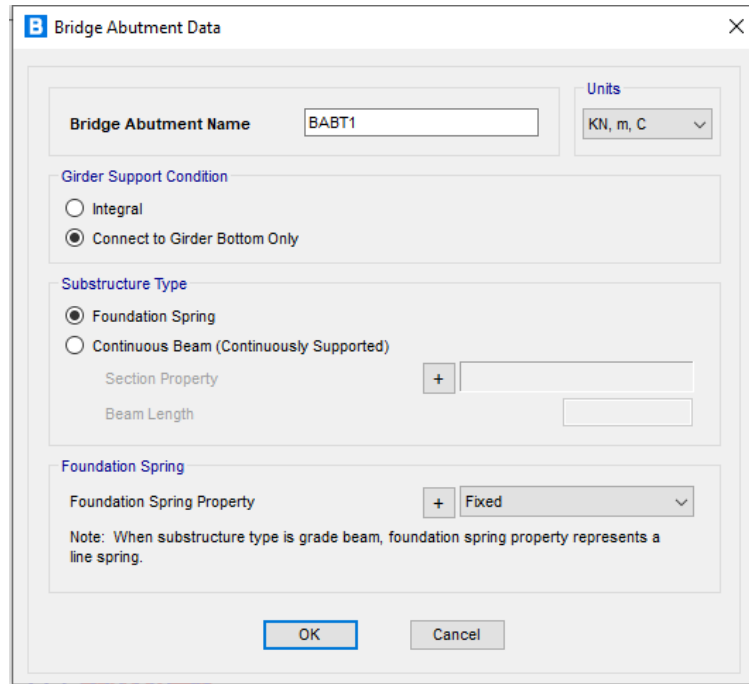 B Bridge Abutment Data
Units
Bridge Abutment Name BABT1 KN, m, C
Girder Support Condition
Integral
Connect to Girder Bottom Only
Substructure Type
Foundation Spring
Continuous Beam (Continuously Supported)
Section Property +
Beam Length
Foundation Spring
Foundation Spring Property + Fixed
Note: When substructure type is grade beam, foundation spring property represents a
line spring.
OK Cancel